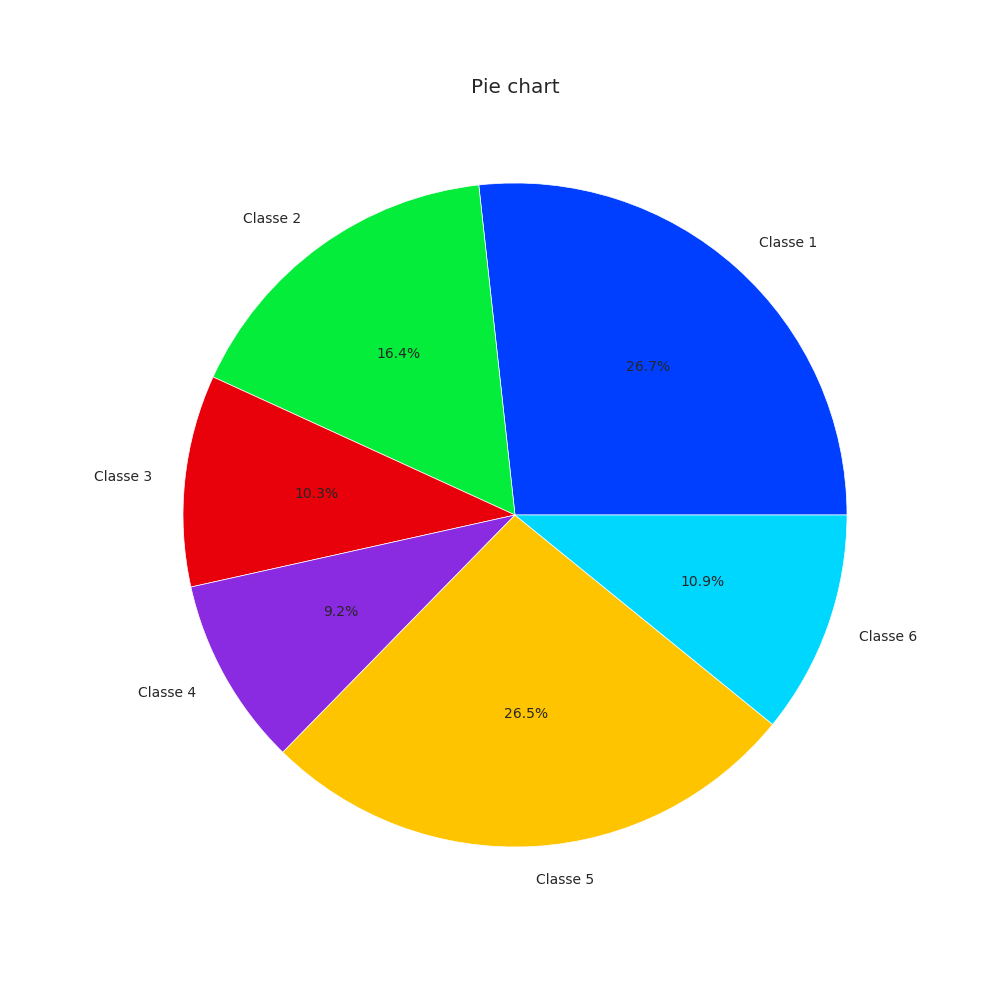 Pie chart
Classe 2
Classe 1
16.4%
26.7%
Classe 3
10.3%
10.9%
9.2%
Classe 6
Classe 4
26.5%
Classe 5